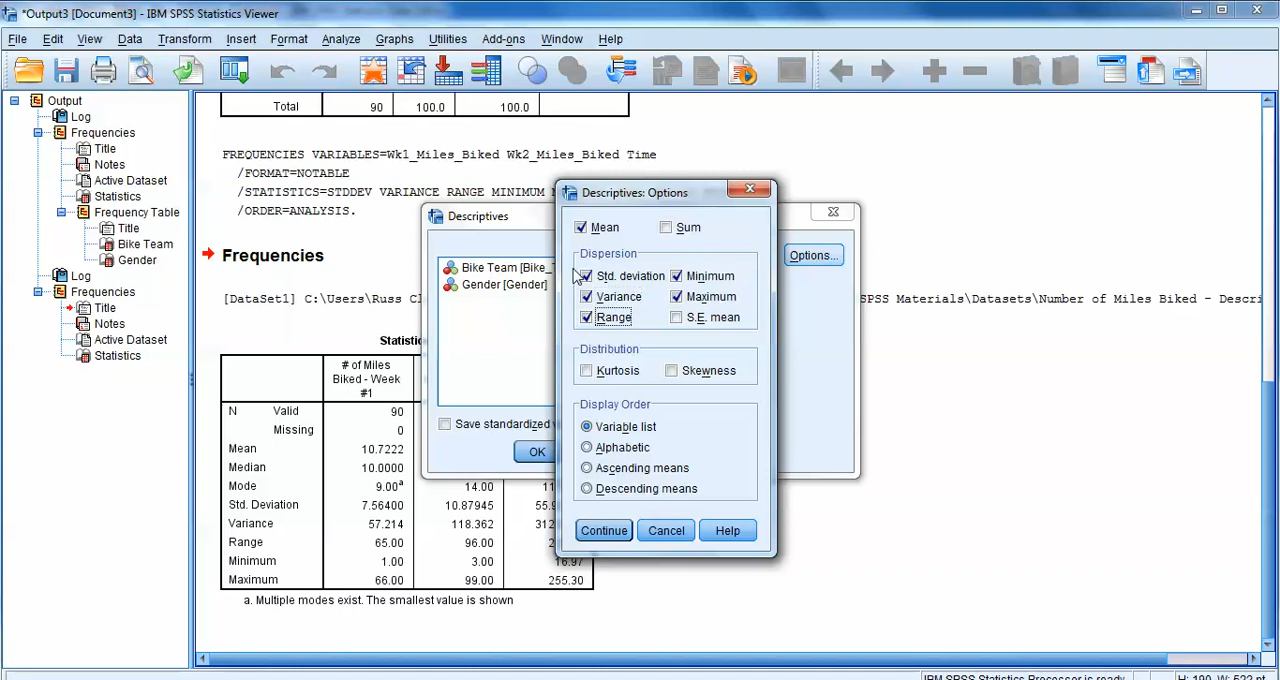 *Output3 [Document3] - IBM SPSS Statistics Viewer
File Edit View Data Transform Insert Format Analyze Graphs Utilities Add-ons Window Help
Output
Log
Frequencies
Title
Notes
Active Dataset
Statistics
Frequency Table
Title
Bike Team
Gender
Log
Frequencies
Title
Notes
Active Dataset
Statistics
Total 90 100.0 100.0
FREQUENCIES VARIABLES=Wk1_Miles_Biked Wk2_Miles_Biked Time
/FORMAT=NOTABLE
/STATISTICS=STDDEV VARIANCE RANGE MINIMUM
/ORDER=ANALYSIS.
Frequencies
[DataSet1] C:\Users\Russ SPSS Materials\Datasets\Number of Miles Biked - Descri
# of Miles
Biked - Week
#1
N Valid 90
Missing 0
Mean 10.7222
Median 10.0000
Mode 9.00a 14.00
Std. Deviation 7.56400 10.87945
Variance 57.214 118.362
Range 65.00 96.00
Minimum 1.00 3.00 16.97
Maximum 66.00 99.00 255.30
a. Multiple modes exist. The smallest value is shown
Descriptives
Bike Team [Bike_
Gender [Gender]
Save standardized
OK
Options...
Descriptives: Options
Mean Sum
Dispersion
Std. deviation Minimum
Variance Maximum
Range S.E. mean
Distribution
Kurtosis Skewness
Display Order
Variable list
Alphabetic
Ascending means
Descending means
Continue Cancel Help
IBM SPSS Statistics Processor is ready
H: 190, W: 522 pt